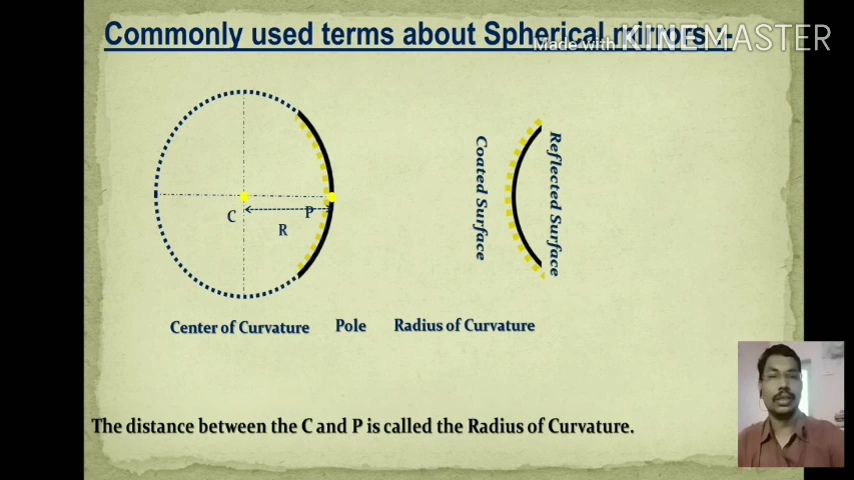 Commonly used terms about Spherical mirrors :-
Made with KINEMASTER
C
P
R
Coated Surface
Reflected Surface
Center of Curvature Pole Radius of Curvature
The distance between the C and P is called the Radius of Curvature.